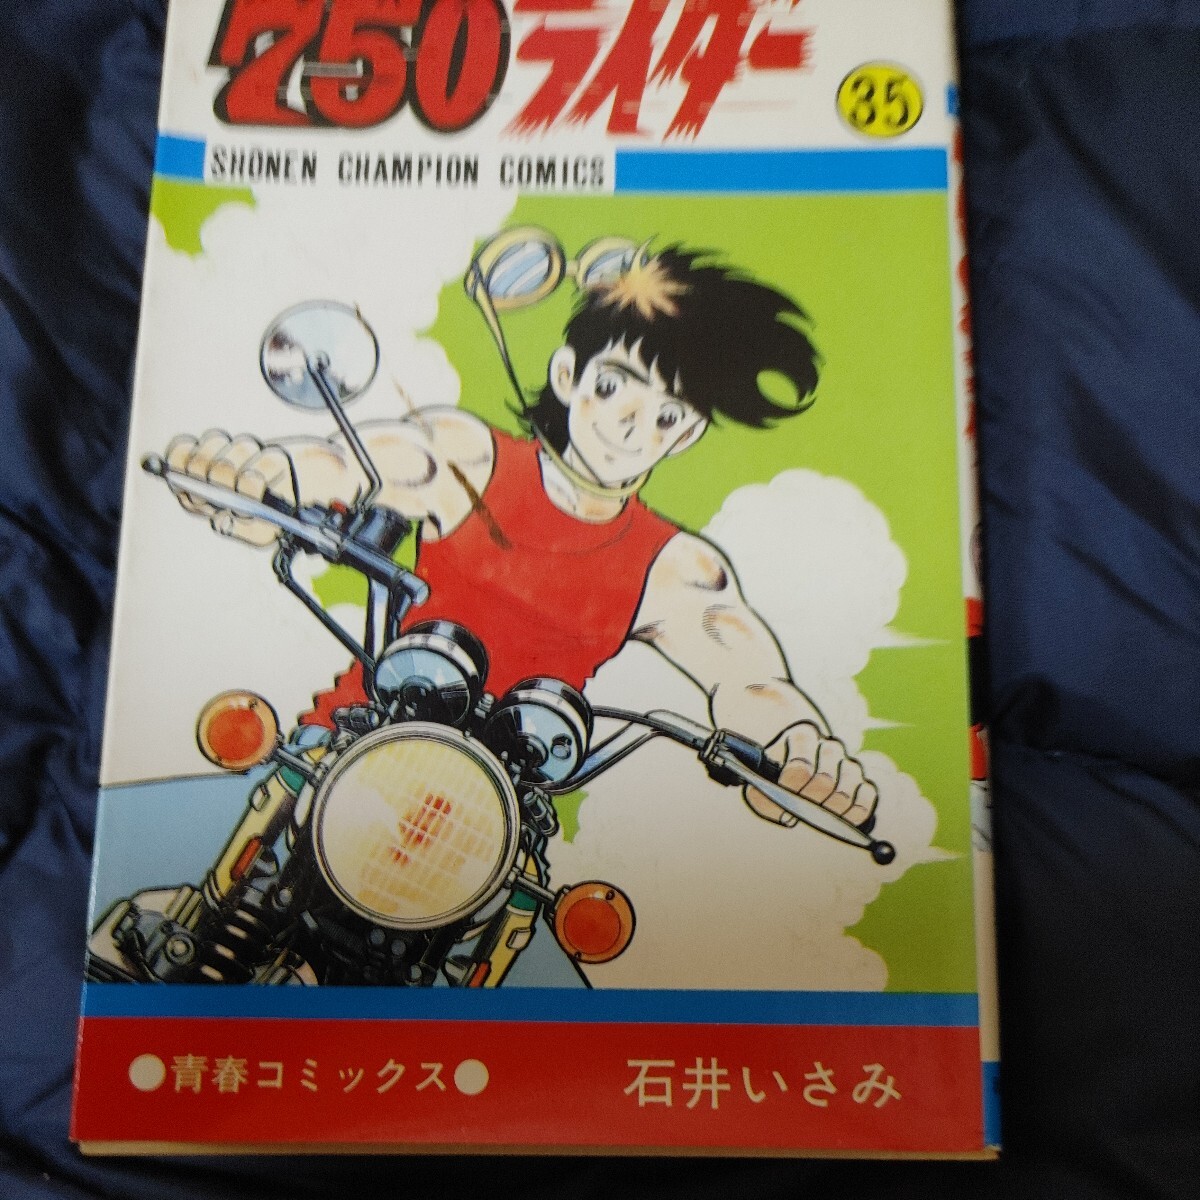 750ライダー
35
SHONEN CHAMPION COMICS
●青春コミックス●
石井いさみ